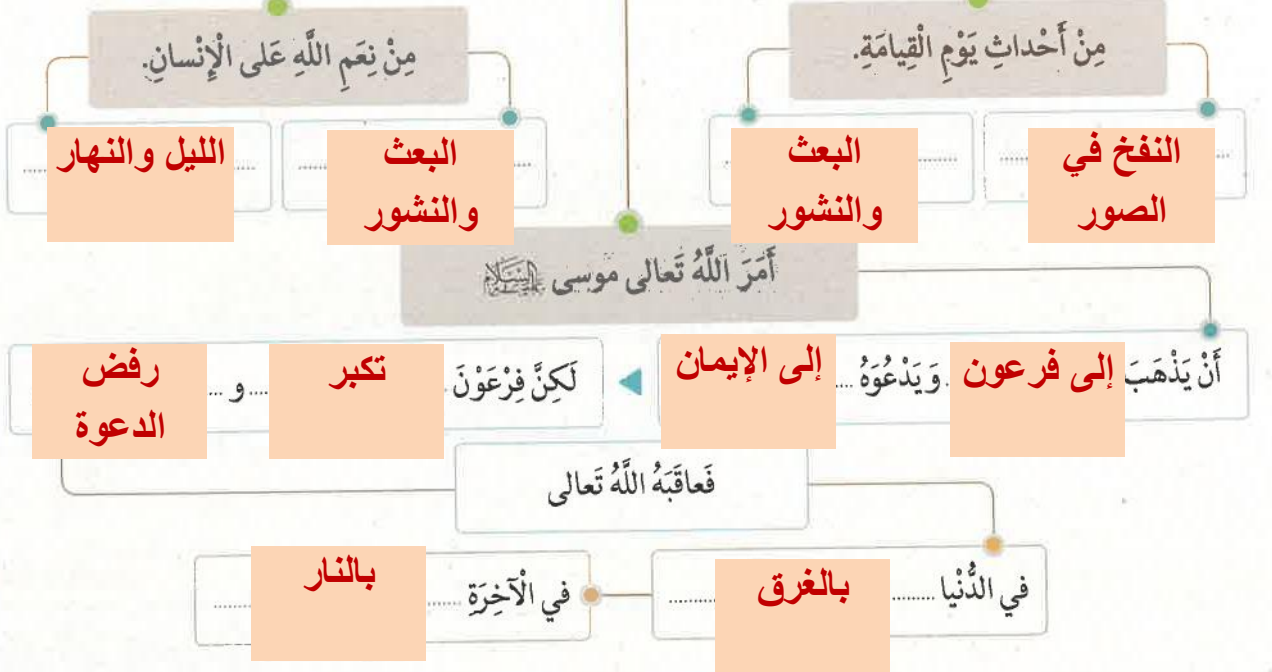 مِنْ أَحْداثِ يَوْمِ الْقِيامَةِ.
مِنْ نِعَمِ اللَّهِ عَلى الْإِنْسانِ.
النفخ في
الصور
البعث
والنشور
البعث
والنشور
الليل والنهار
أَمَرَ اللَّهُ تَعالى موسى عليه السلام
أَنْ يَذْهَبَ إلى فرعون . وَيَدْعُوَهُ .... إلى الإيمان
لَكِنَّ فِرْعَوْنَ . تكبر .... و ... رفض
الدعوة
فَعاقَبَهُ اللَّهُ تَعالى
في الدُّنْيا ......... بالغرق .........
في الْآخِرَةِ ....... بالنار .........